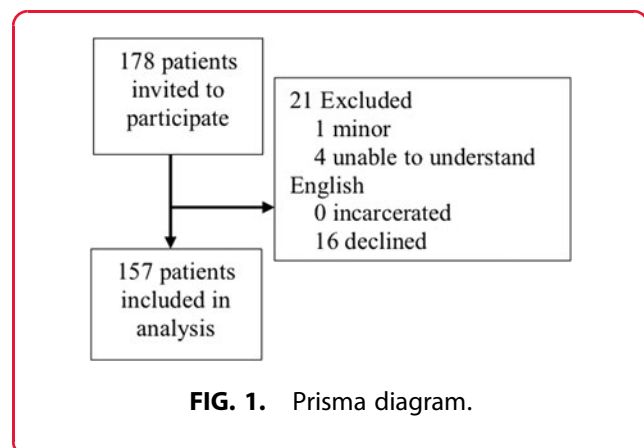 178 patients
invited to
participate
21 Excluded
1 minor
4 unable to understand
English
0 incarcerated
16 declined
157 patients
included in
analysis
FIG. 1. Prisma diagram.